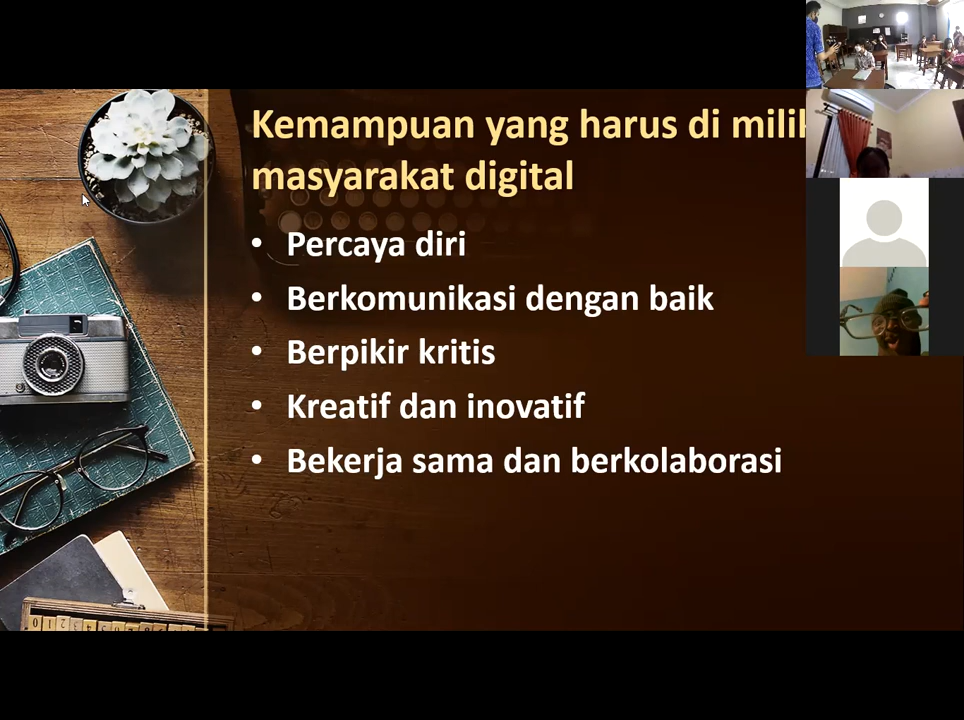 Kemampuan yang harus di
masyarakat digital
• Percaya diri
• Berkomunikasi dengan baik
• Berpikir kritis
• Kreatif dan inovatif
• Bekerja sama dan berkolaborasi